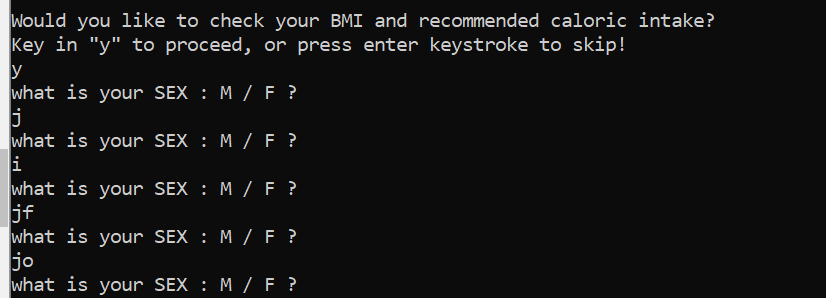 Would you like to check your BMI and recommended caloric intake?
Key in "y" to proceed, or press enter keystroke to skip!
y
what is your SEX : M / F ?
j
what is your SEX : M / F ?
i
what is your SEX : M / F ?
jf
what is your SEX : M / F ?
jo
what is your SEX : M / F ?